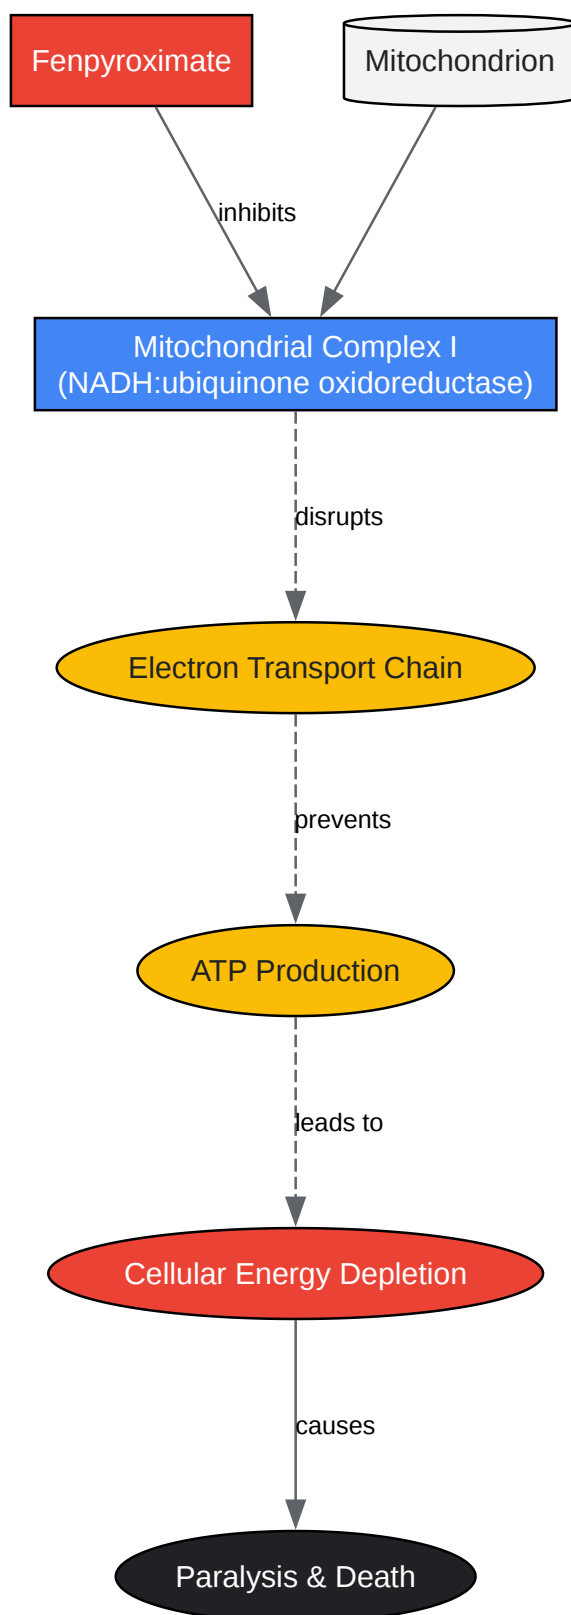 Fenpyroximate
Mitochondrion
inhibits
Mitochondrial Complex I
(NADH:ubiquinone oxidoreductase)
disrupts
Electron Transport Chain
prevents
ATP Production
leads to
Cellular Energy Depletion
causes
Paralysis & Death